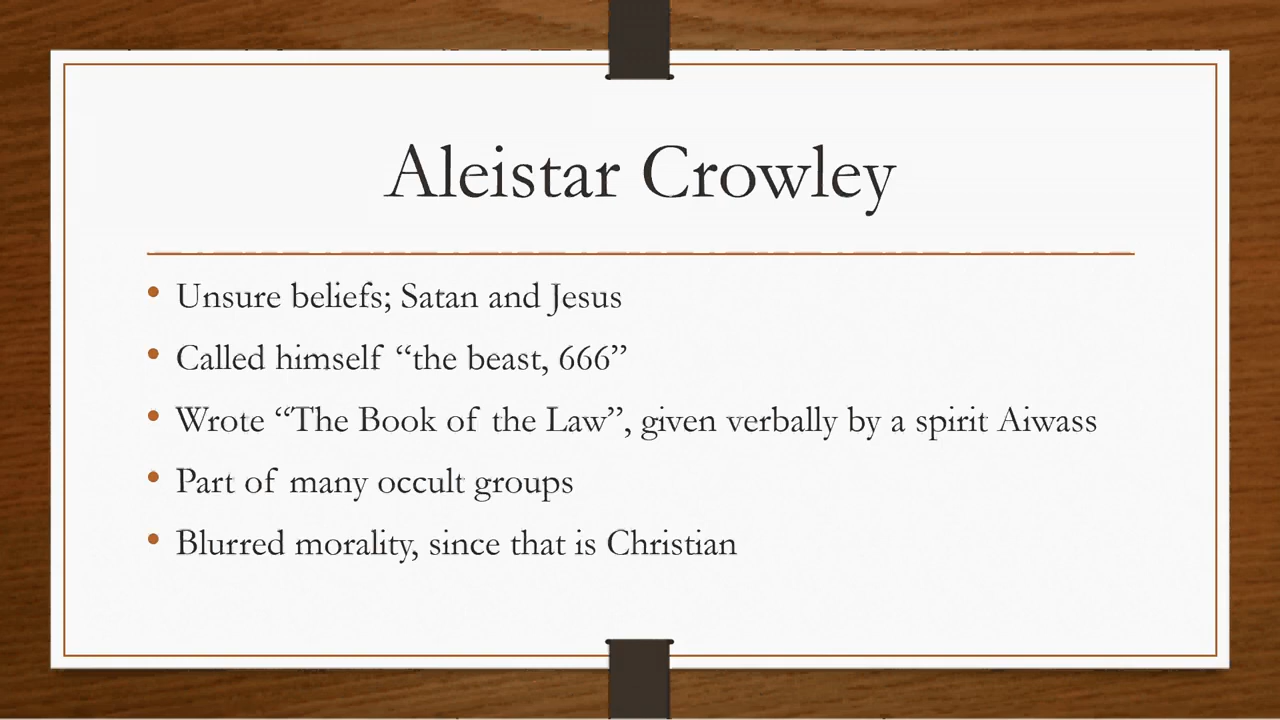 Aleistar Crowley
• Unsure beliefs; Satan and Jesus
• Called himself “the beast, 666”
• Wrote “The Book of the Law”, given verbally by a spirit Aiwass
• Part of many occult groups
• Blurred morality, since that is Christian